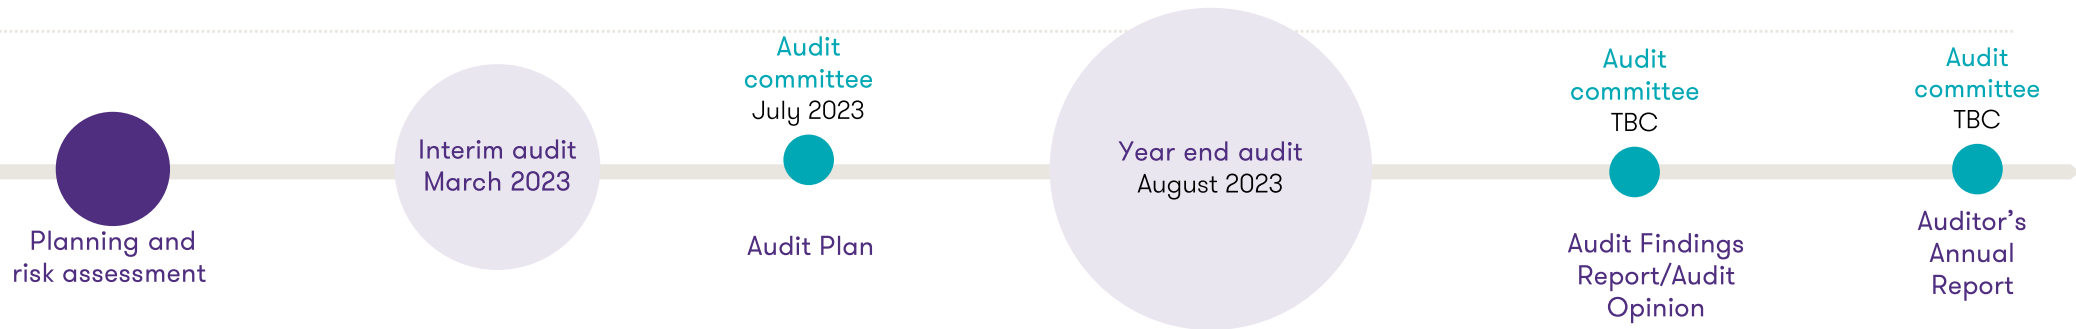 Planning and
risk assessment
Interim audit
March 2023
Audit
committee
July 2023
Audit Plan
Year end audit
August 2023
Audit
committee
TBC
Audit Findings
Report/Audit
Opinion
Audit
committee
TBC
Auditor’s
Annual
Report